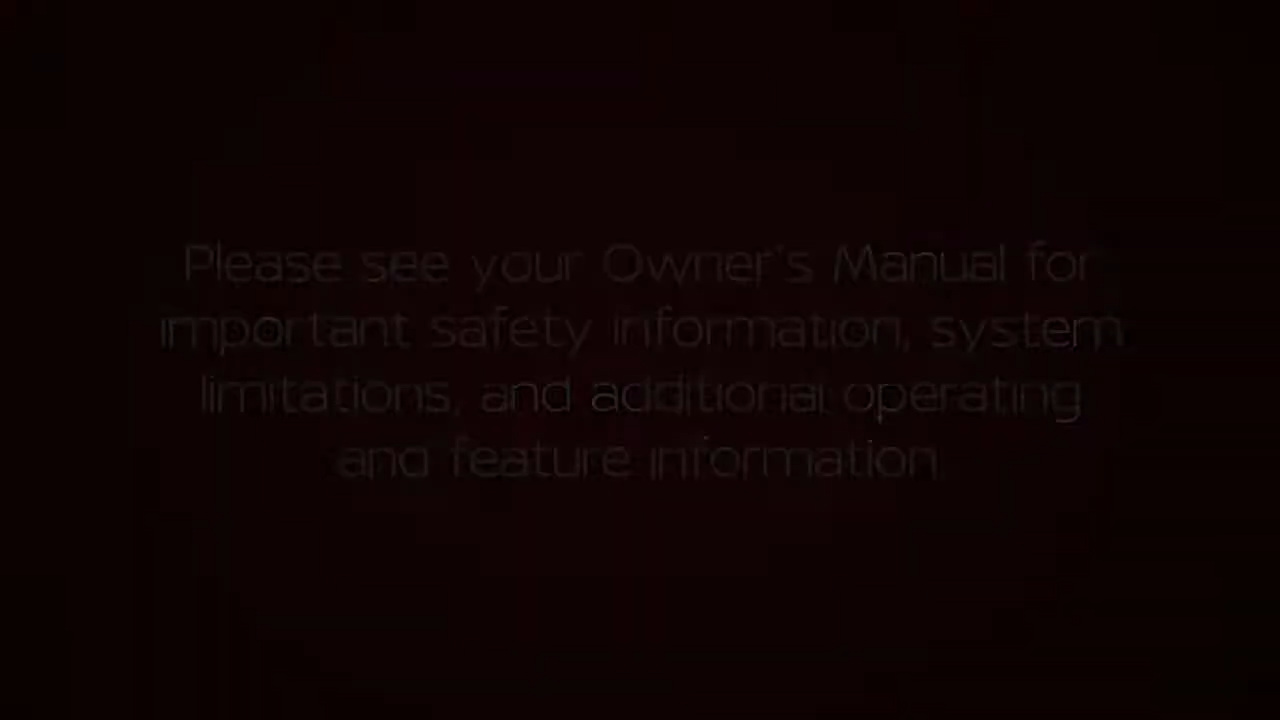 Please see your Owner's Manual for
important safety information, system
limitations, and additional operating
and feature information